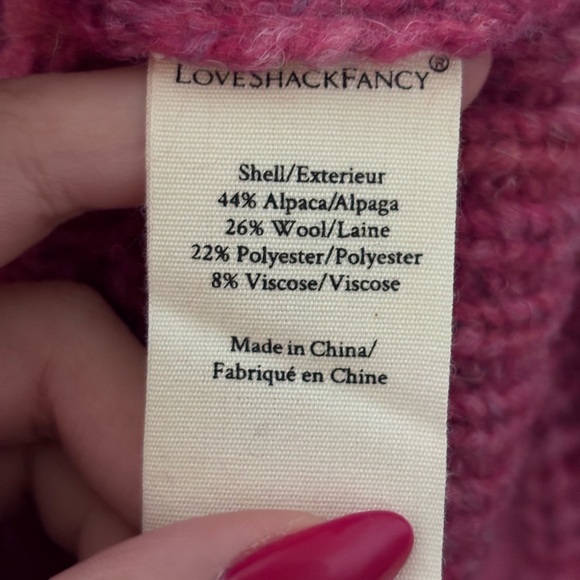 LoveShackFancy®
Shell/Exterieur
44% Alpaca/Alpaga
26% Wool/Laine
22% Polyester/Polyester
8% Viscose/Viscose
Made in China/
Fabriqué en Chine